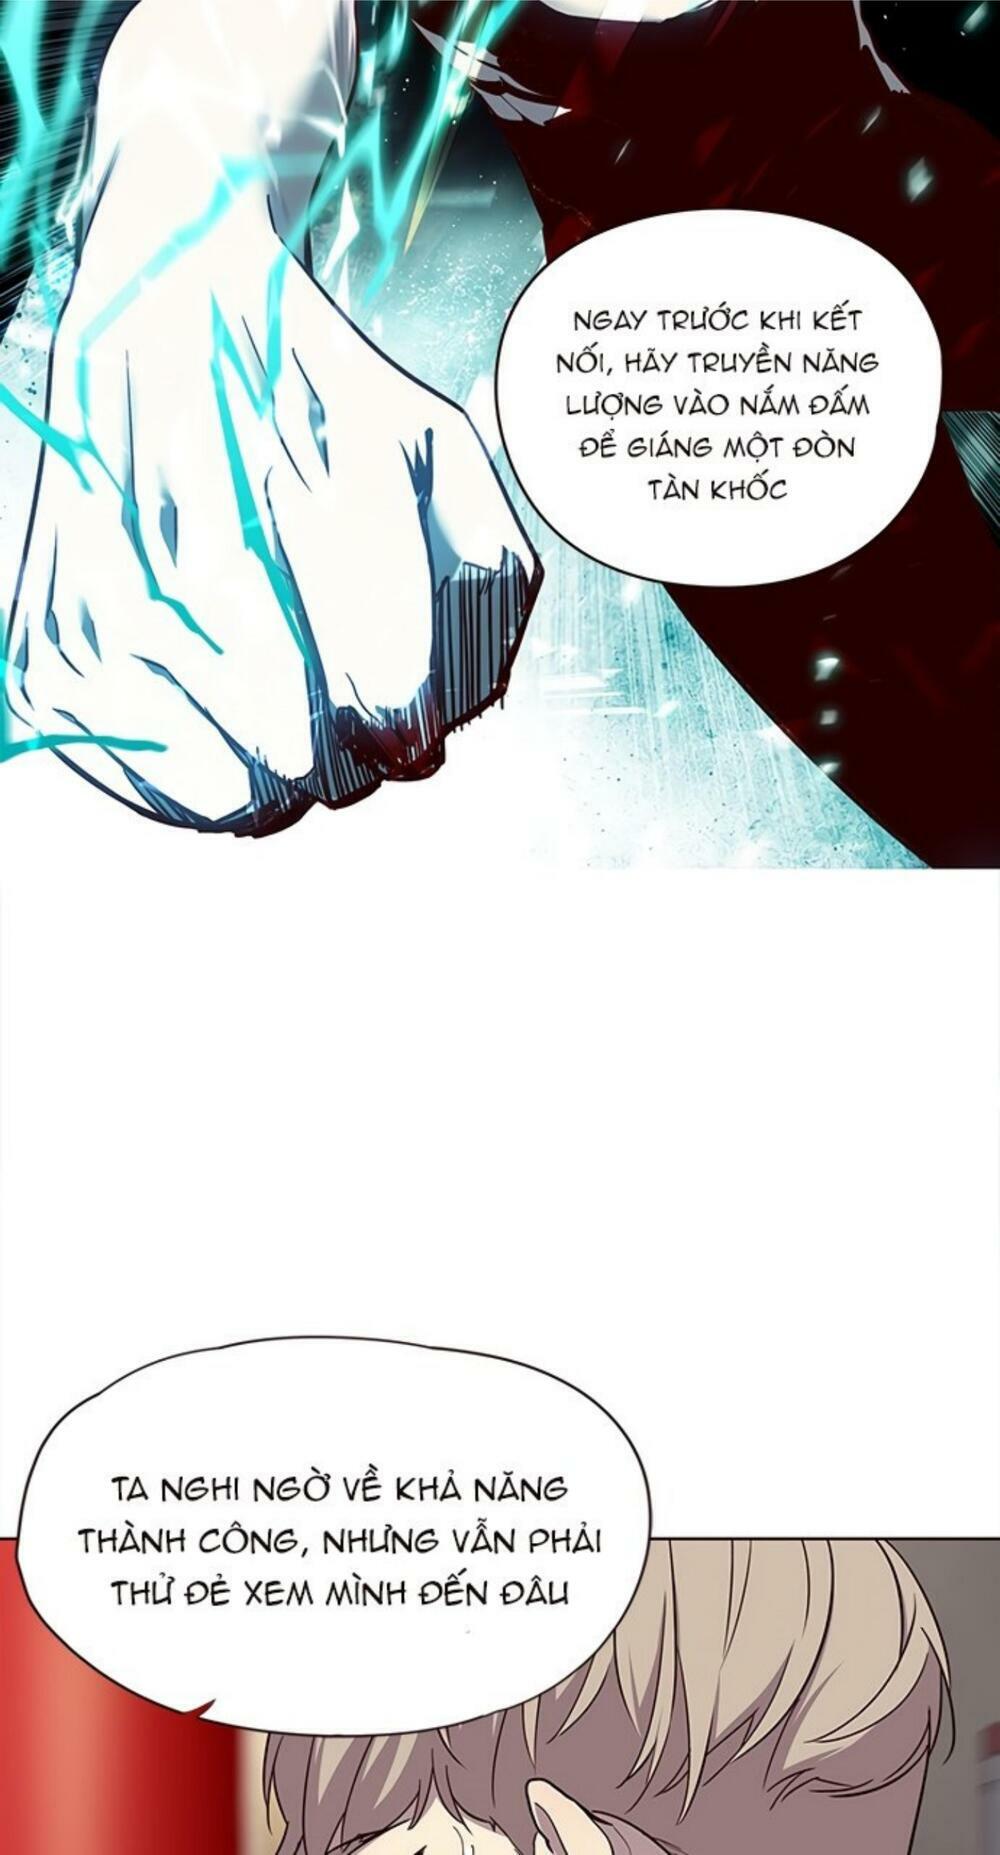 NGAY TRƯỚC KHI KẾT
NỐI, HÃY TRUYỀN NĂNG
LƯỢNG VÀO NẮM ĐẤM
ĐỂ GIÁNG MỘT ĐÒN
TÀN KHỐC
TA NGHI NGỜ VỀ KHẢ NĂNG
THÀNH CÔNG, NHƯNG VẪN PHẢI
THỬ ĐẺ XEM MÌNH ĐẾN ĐÂU